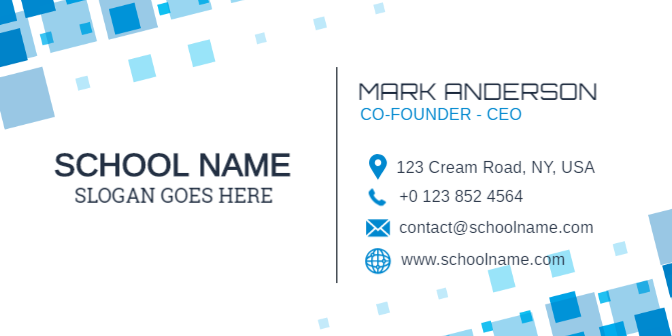 SCHOOL NAME
SLOGAN GOES HERE
MARK ANDERSON
CO-FOUNDER - CEO
123 Cream Road, NY, USA
+0 123 852 4564
contact@schoolname.com
www.schoolname.com